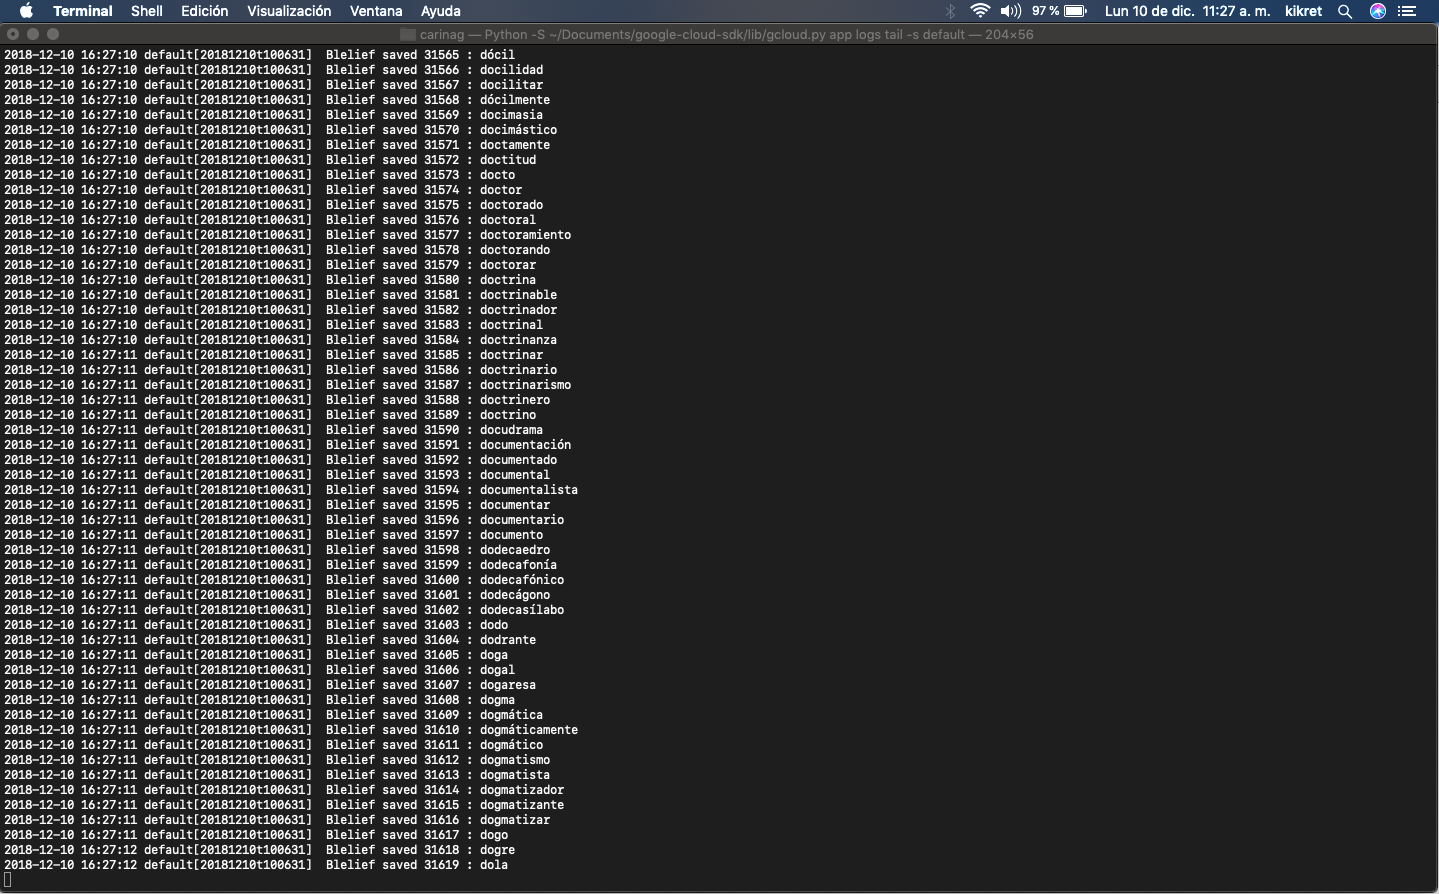 Terminal Shell Edición Visualización Ventana Ayuda 97 % Lun 10 de dic. 11:27 a. m. kikret
carinag — Python -S ~/Documents/google-cloud-sdk/lib/gcloud.py app logs tail -s default — 204×56
2018-12-10 16:27:10 default[20181210t100631] Blelief saved 31565 : dócil
2018-12-10 16:27:10 default[20181210t100631] Blelief saved 31566 : docilidad
2018-12-10 16:27:10 default[20181210t100631] Blelief saved 31567 : docilitar
2018-12-10 16:27:10 default[20181210t100631] Blelief saved 31568 : dócilmente
2018-12-10 16:27:10 default[20181210t100631] Blelief saved 31569 : docimasia
2018-12-10 16:27:10 default[20181210t100631] Blelief saved 31570 : docimástico
2018-12-10 16:27:10 default[20181210t100631] Blelief saved 31571 : doctamente
2018-12-10 16:27:10 default[20181210t100631] Blelief saved 31572 : doctitud
2018-12-10 16:27:10 default[20181210t100631] Blelief saved 31573 : docto
2018-12-10 16:27:10 default[20181210t100631] Blelief saved 31574 : doctor
2018-12-10 16:27:10 default[20181210t100631] Blelief saved 31575 : doctorado
2018-12-10 16:27:10 default[20181210t100631] Blelief saved 31576 : doctoral
2018-12-10 16:27:10 default[20181210t100631] Blelief saved 31577 : doctoramiento
2018-12-10 16:27:10 default[20181210t100631] Blelief saved 31578 : doctorando
2018-12-10 16:27:10 default[20181210t100631] Blelief saved 31579 : doctorar
2018-12-10 16:27:10 default[20181210t100631] Blelief saved 31580 : doctrina
2018-12-10 16:27:10 default[20181210t100631] Blelief saved 31581 : doctrinable
2018-12-10 16:27:10 default[20181210t100631] Blelief saved 31582 : doctrinador
2018-12-10 16:27:10 default[20181210t100631] Blelief saved 31583 : doctrinal
2018-12-10 16:27:10 default[20181210t100631] Blelief saved 31584 : doctrinanza
2018-12-10 16:27:11 default[20181210t100631] Blelief saved 31585 : doctrinar
2018-12-10 16:27:11 default[20181210t100631] Blelief saved 31586 : doctrinario
2018-12-10 16:27:11 default[20181210t100631] Blelief saved 31587 : doctrinarismo
2018-12-10 16:27:11 default[20181210t100631] Blelief saved 31588 : doctrinero
2018-12-10 16:27:11 default[20181210t100631] Blelief saved 31589 : doctrino
2018-12-10 16:27:11 default[20181210t100631] Blelief saved 31590 : docudrama
2018-12-10 16:27:11 default[20181210t100631] Blelief saved 31591 : documentación
2018-12-10 16:27:11 default[20181210t100631] Blelief saved 31592 : documentado
2018-12-10 16:27:11 default[20181210t100631] Blelief saved 31593 : documental
2018-12-10 16:27:11 default[20181210t100631] Blelief saved 31594 : documentalista
2018-12-10 16:27:11 default[20181210t100631] Blelief saved 31595 : documentar
2018-12-10 16:27:11 default[20181210t100631] Blelief saved 31596 : documentario
2018-12-10 16:27:11 default[20181210t100631] Blelief saved 31597 : documento
2018-12-10 16:27:11 default[20181210t100631] Blelief saved 31598 : dodecaedro
2018-12-10 16:27:11 default[20181210t100631] Blelief saved 31599 : dodecafonía
2018-12-10 16:27:11 default[20181210t100631] Blelief saved 31600 : dodecafónico
2018-12-10 16:27:11 default[20181210t100631] Blelief saved 31601 : dodecágono
2018-12-10 16:27:11 default[20181210t100631] Blelief saved 31602 : dodecasílabo
2018-12-10 16:27:11 default[20181210t100631] Blelief saved 31603 : dodo
2018-12-10 16:27:11 default[20181210t100631] Blelief saved 31604 : dodrante
2018-12-10 16:27:11 default[20181210t100631] Blelief saved 31605 : doga
2018-12-10 16:27:11 default[20181210t100631] Blelief saved 31606 : dogal
2018-12-10 16:27:11 default[20181210t100631] Blelief saved 31607 : dogaresa
2018-12-10 16:27:11 default[20181210t100631] Blelief saved 31608 : dogma
2018-12-10 16:27:11 default[20181210t100631] Blelief saved 31609 : dogmática
2018-12-10 16:27:11 default[20181210t100631] Blelief saved 31610 : dogmáticamente
2018-12-10 16:27:11 default[20181210t100631] Blelief saved 31611 : dogmático
2018-12-10 16:27:11 default[20181210t100631] Blelief saved 31612 : dogmatismo
2018-12-10 16:27:11 default[20181210t100631] Blelief saved 31613 : dogmatista
2018-12-10 16:27:11 default[20181210t100631] Blelief saved 31614 : dogmatizador
2018-12-10 16:27:11 default[20181210t100631] Blelief saved 31615 : dogmatizante
2018-12-10 16:27:11 default[20181210t100631] Blelief saved 31616 : dogmatizar
2018-12-10 16:27:11 default[20181210t100631] Blelief saved 31617 : dogo
2018-12-10 16:27:12 default[20181210t100631] Blelief saved 31618 : dogre
2018-12-10 16:27:12 default[20181210t100631] Blelief saved 31619 : dola